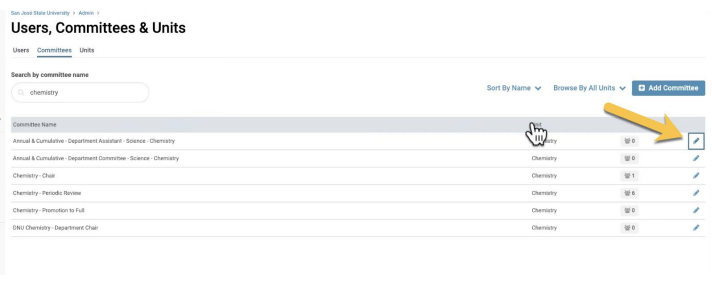 San José State University > Admin >
Users, Committees & Units
Users Committees Units
Search by committee name
chemistry
Sort By Name Browse By All Units Add Committee
Committee Name
Annual & Cumulative - Department Assistant - Science - Chemistry 0
Annual & Cumulative - Department Committee - Science - Chemistry Chemistry 0
Chemistry - Chair Chemistry 1
Chemistry - Periodic Review Chemistry 6
Chemistry - Promotion to Full Chemistry 0
DNU Chemistry - Department Chair Chemistry 0